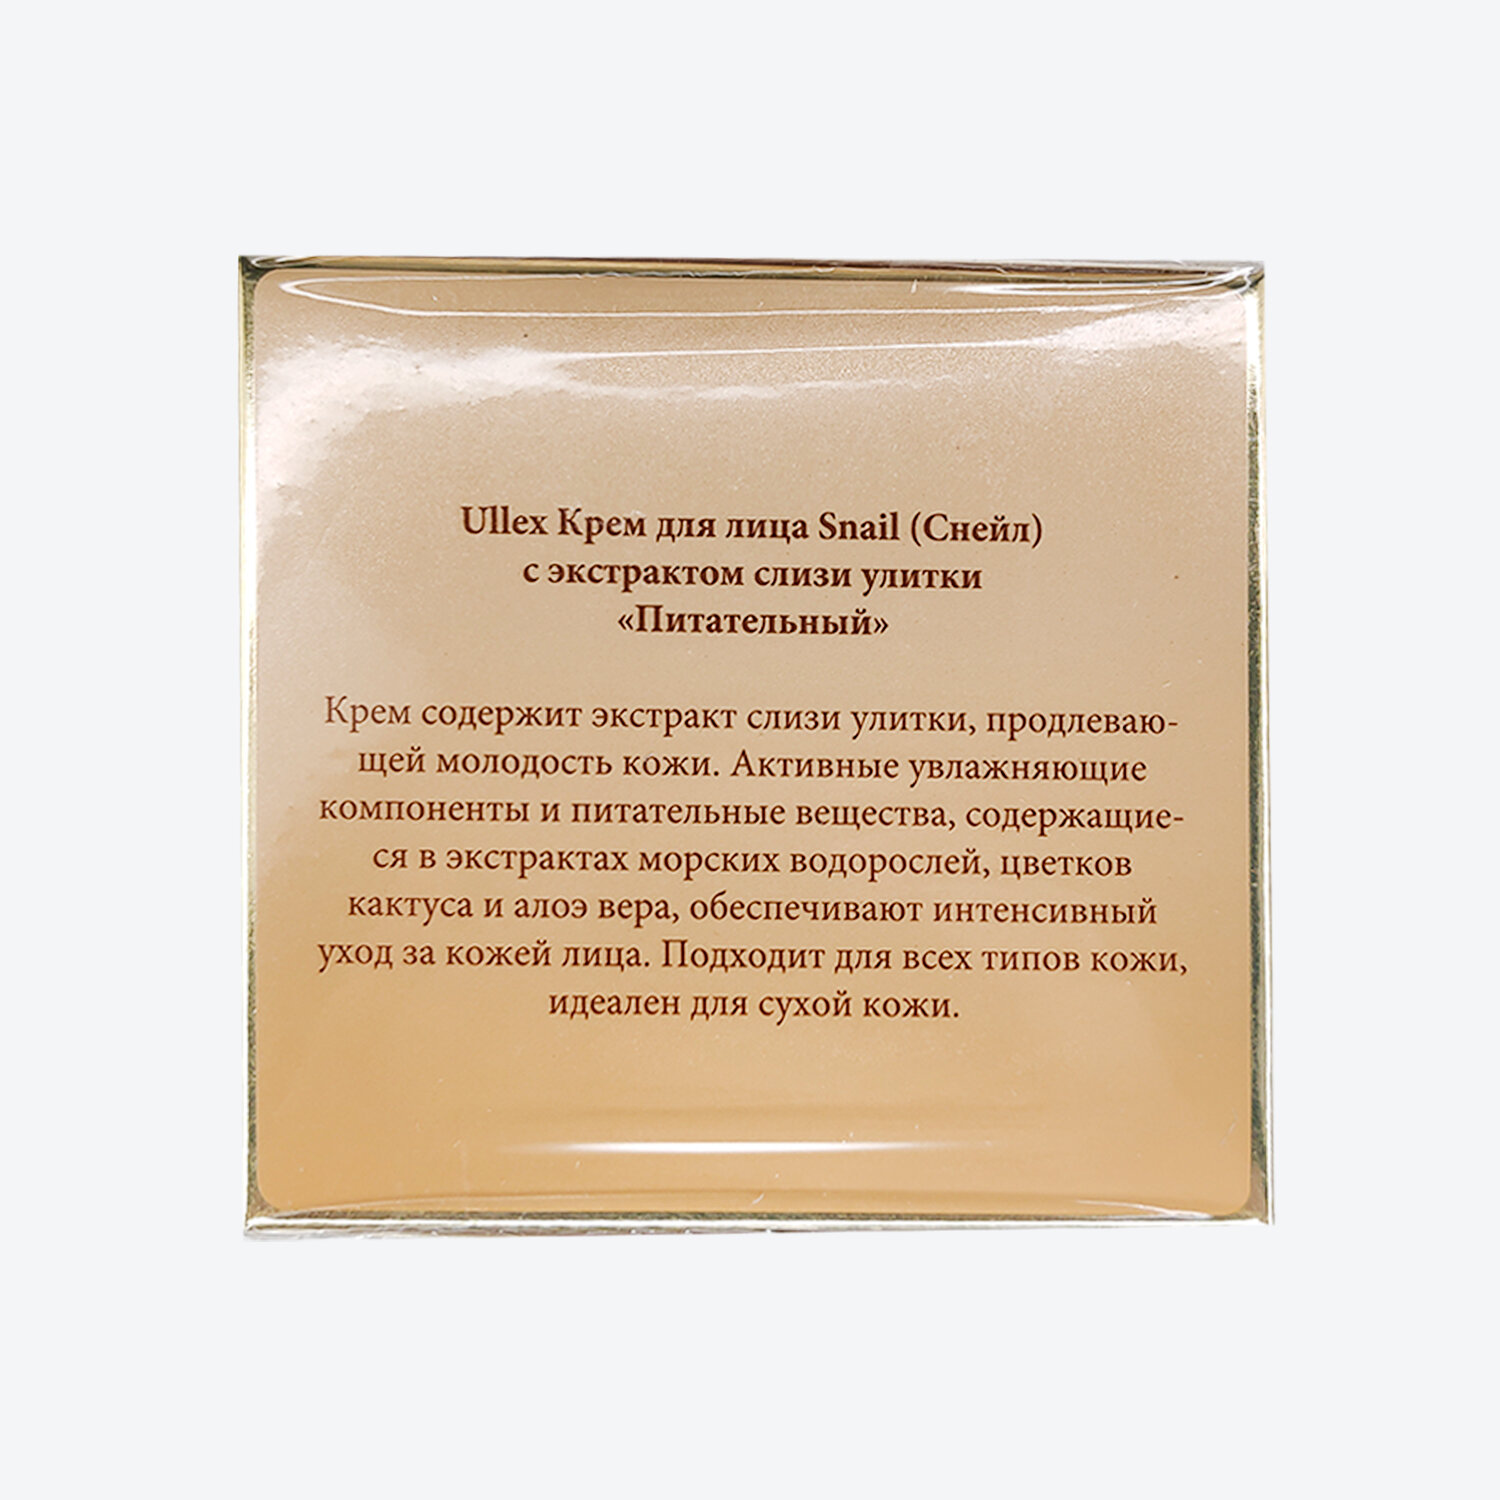 Ullex Крем для лица Snail (Снейл)
с экстрактом слизи улитки
«Питательный»
Крем содержит экстракт слизи улитки, продлеваю-
щей молодость кожи. Активные увлажняющие
компоненты и питательные вещества, содержащие-
ся в экстрактах морских водорослей, цветков
кактуса и алоэ вера, обеспечивают интенсивный
уход за кожей лица. Подходит для всех типов кожи,
идеален для сухой кожи.